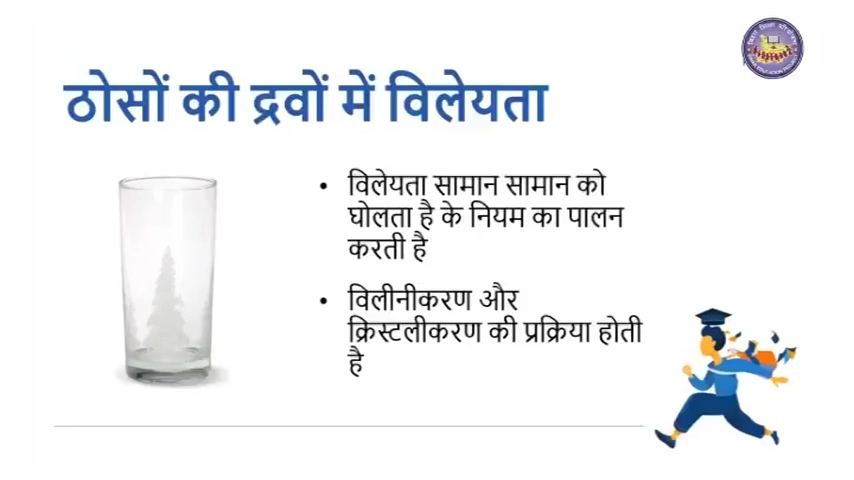 ठोसों की द्रवों में विलेयता
• विलेयता सामान सामान को
घोलता है के नियम का पालन
करती है
• विलीनीकरण और
क्रिस्टलीकरण की प्रक्रिया होती
है